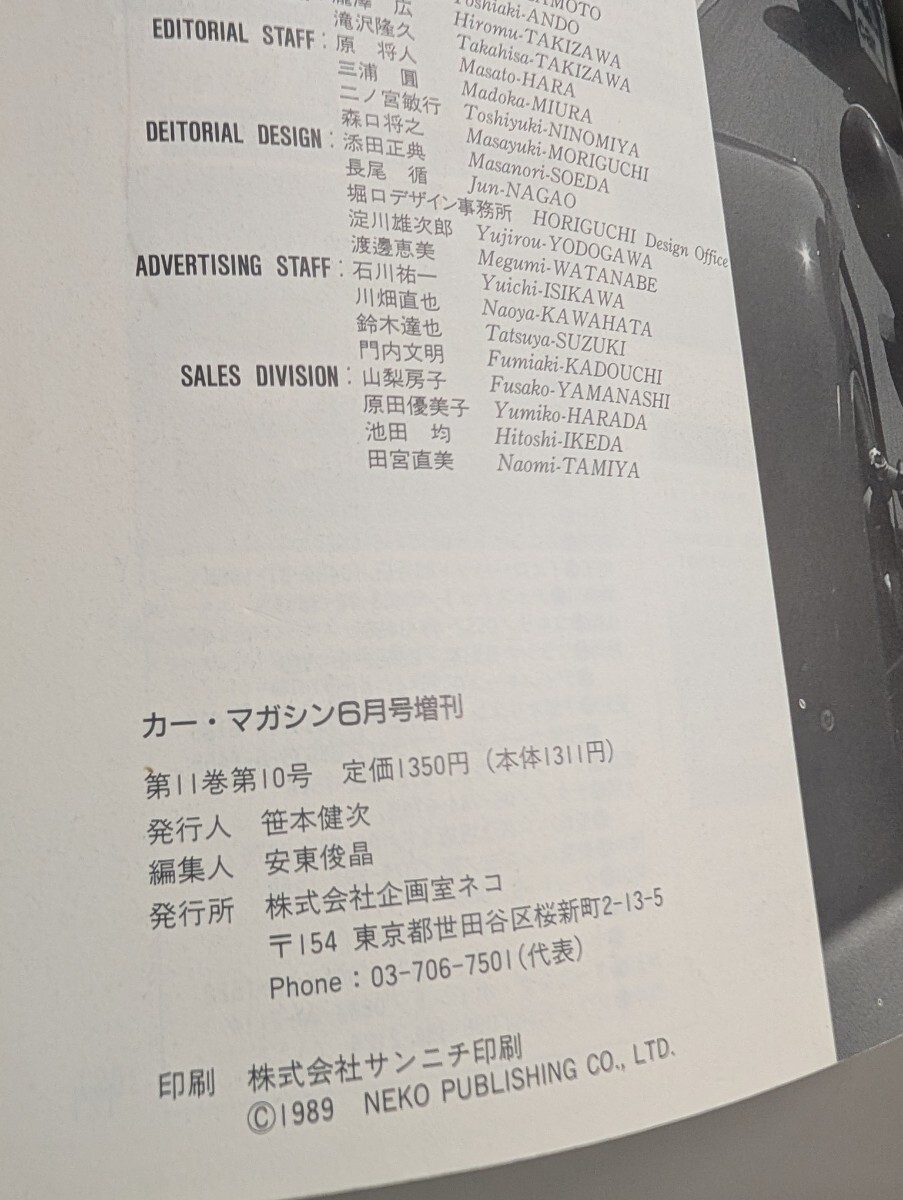 瀧澤 広 Yoshiaki-ANDO
EDITORIAL STAFF : 滝沢隆久 Hiromu-TAKIZAWA
原 将人 Takahisa-TAKIZAWA
三浦 圓 Masato-HARA
二ノ宮敏行 Madoka-MIURA
森口将之 Toshiyuki-NINOMIYA
DEITORIAL DESIGN : 添田正典 Masayuki-MORIGUCHI
長尾 循 Masanori-SOEDA
Jun-NAGAO
堀口デザイン事務所 HORIGUCHI Design Office
淀川雄次郎 Yujirou-YODOGAWA
渡邊恵美 Megumi-WATANABE
ADVERTISING STAFF : 石川祐一 Yuichi-ISIKAWA
川畑直也 Naoya-KAWAHATA
鈴木達也 Tatsuya-SUZUKI
門内文明 Fumiaki-KADOUCHI
SALES DIVISION : 山梨房子 Fusako-YAMANASHI
原田優美子 Yumiko-HARADA
池田 均 Hitoshi-IKEDA
田宮直美 Naomi-TAMIYA
カー・マガシン6月号増刊
第11巻第10号 定価1350円（本体1311円）
発行人 笹本健次
編集人 安東俊晶
発行所 株式会社企画室ネコ
〒154 東京都世田谷区桜新町2-13-5
Phone : 03-706-7501(代表)
印刷 株式会社サンニチ印刷
©1989 NEKO PUBLISHING CO., LTD.